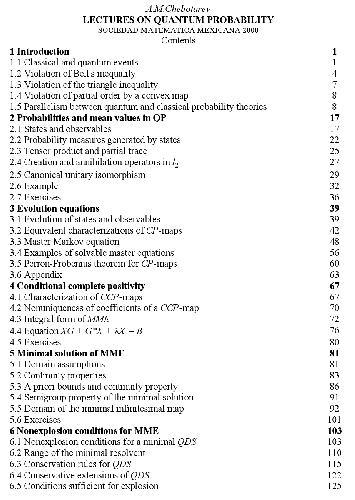 A.M.Chebotarev
LECTURES ON QUANTUM PROBABILITY
SOCIEDAD MATEMATICA MEXICANA 2000
Contents
1 Introduction 1
1.1 Classical and quantum events 1
1.2 Violation of Bell's inequality 4
1.3 Violation of the triangle inequality 7
1.4 Violation of partial order by a convex map 8
1.5 Parallelism between quantum and classical probability theories 8
2 Probabilities and mean values in QP 17
2.1 States and observables 17
2.2 Probability measures generated by states 22
2.3 Tensor product and partial trace 25
2.4 Creation and annihilation operators in l2 27
2.5 Canonical unitary isomorphism 29
2.6 Example 32
2.7 Exercises 36
3 Evolution equations 39
3.1 Evolution of states and observables 39
3.2 Equivalent characterizations of CP-maps 42
3.3 Master Markov equation 48
3.4 Examples of solvable master equations 56
3.5 Perron-Frobenius theorem for CP-maps 60
3.6 Appendix 63
4 Conditional complete positivity 67
4.1 Characterization of CCP-maps 67
4.2 Nonuniqueness of coefficients of a CCP-map 70
4.3 Integral form of MME 72
4.4 Equation XG + G*X + KX = B 76
4.5 Exercises 80
5 Minimal solution of MME 81
5.1 Domain assumptions 81
5.2 Continuity properties 83
5.3 A priori bounds and continuity property 86
5.4 Semigroup property of the minimal solution 91
5.5 Domain of the minimal infinitesimal map 92
5.6 Exercises 101
6 Nonexplosion conditions for MME 103
6.1 Nonexplosion conditions for a minimal QDS 103
6.2 Range of the minimal resolvent 110
6.3 Conservation rules for QDS 115
6.4 Conservative extensions of QDS 122
6.5 Conditions sufficient for explosion 125